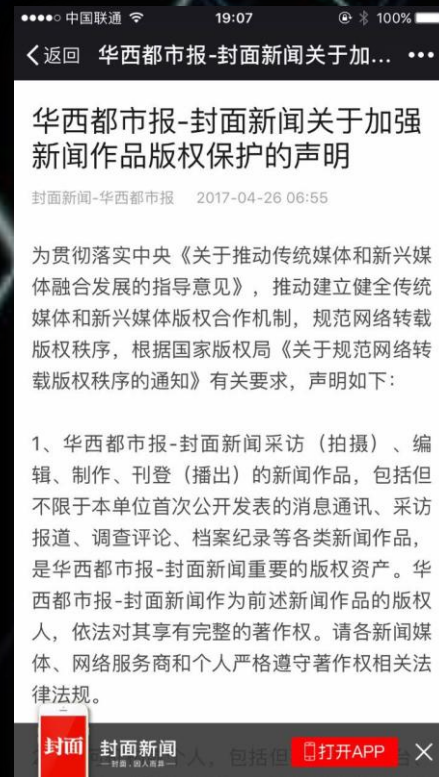 中国联通 19:07 100%
返回 华西都市报-封面新闻关于加...
华西都市报-封面新闻关于加强
新闻作品版权保护的声明
封面新闻-华西都市报 2017-04-26 06:55
为贯彻落实中央《关于推动传统媒体和新兴媒
体融合发展的指导意见》，推动建立健全传统
媒体和新兴媒体版权合作机制，规范网络转载
版权秩序，根据国家版权局《关于规范网络转
载版权秩序的通知》有关要求，声明如下：
1、华西都市报-封面新闻采访（拍摄）、编
辑、制作、刊登（播出）的新闻作品，包括但
不限于本单位首次公开发表的消息通讯、采访
报道、调查评论、档案纪录等各类新闻作品，
是华西都市报-封面新闻重要的版权资产。华
西都市报-封面新闻作为前述新闻作品的版权
人，依法对其享有完整的著作权。请各新闻媒
体、网络服务商和个人严格遵守著作权相关法
律法规。
封面 封面新闻 打开APP
封面，因人而异
人，包括但